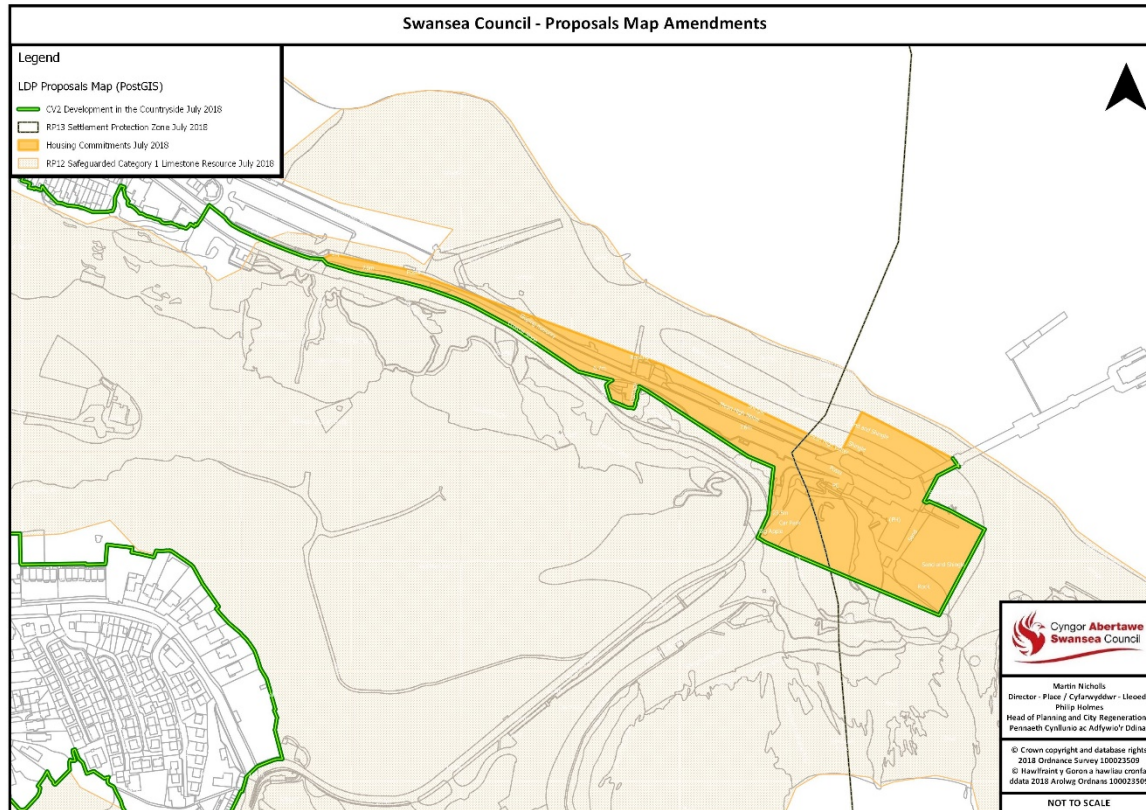 Swansea Council - Proposals Map Amendments
Legend
LDP Proposals Map (PostGIS)
CV2 Development in the Countryside July 2018
RP13 Settlement Protection Zone July 2018
Housing Commitments July 2018
RP12 Safeguarded Category 1 Limestone Resource July 2018
Cyngor Abertawe
Swansea Council
Martin Nicholls
Director - Place / Cyfarwyddwr - Lleoed
Philip Holmes
Head of Planning and City Regeneration
Pennaeth Cynllunio ac Adfywio'r Ddinas
© Crown copyright and database rights
2018 Ordnance Survey 100023509
© Hawlfraint y Goron a hawliau cronfa
ddata 2018 Arolwg Ordnans 100023509
NOT TO SCALE